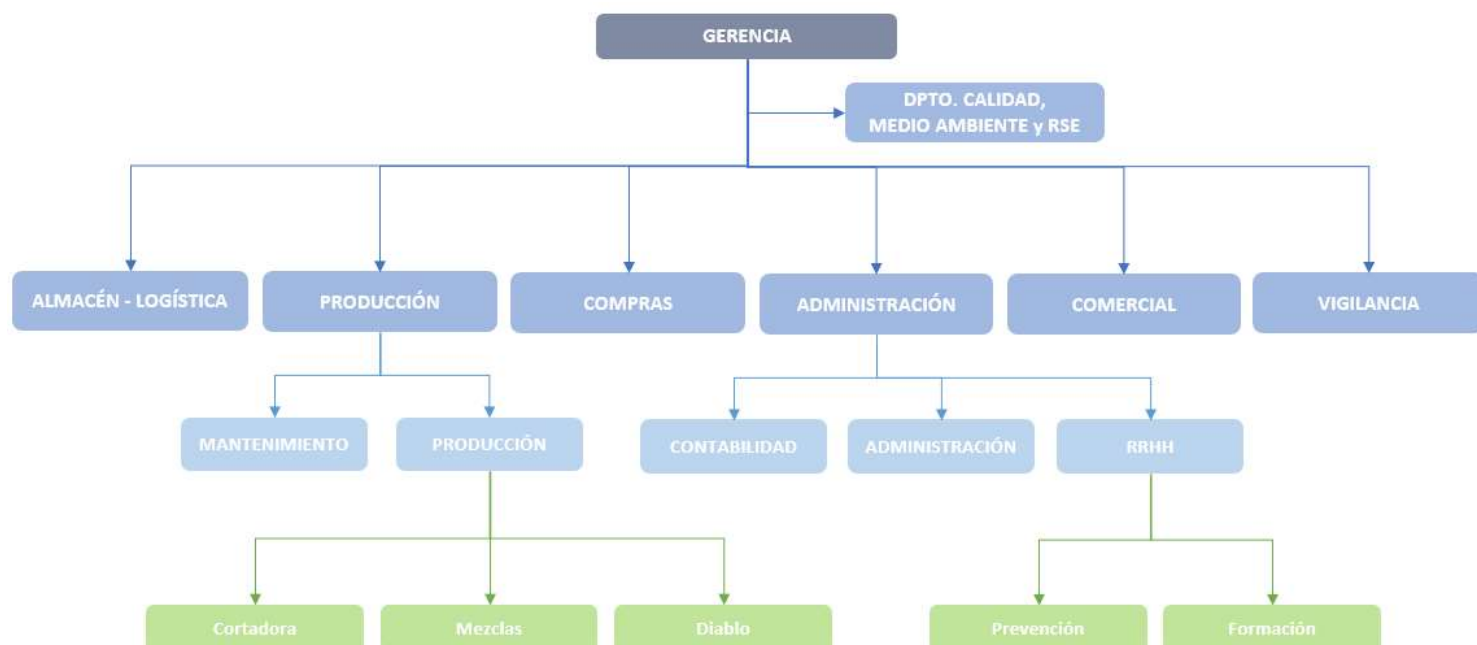 GERENCIA
DPTO. CALIDAD,
MEDIO AMBIENTE y RSE
ALMACÉN - LOGÍSTICA
PRODUCCIÓN
COMPRAS
ADMINISTRACIÓN
COMERCIAL
VIGILANCIA
MANTENIMIENTO
PRODUCCIÓN
CONTABILIDAD
ADMINISTRACIÓN
RRHH
Cortadora
Mezclas
Diablo
Prevención
Formación